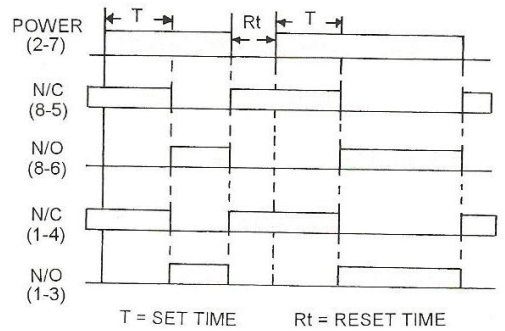 T Rt T
POWER
(2-7)
N/C
(8-5)
N/O
(8-6)
N/C
(1-4)
N/O
(1-3)
T = SET TIME Rt = RESET TIME